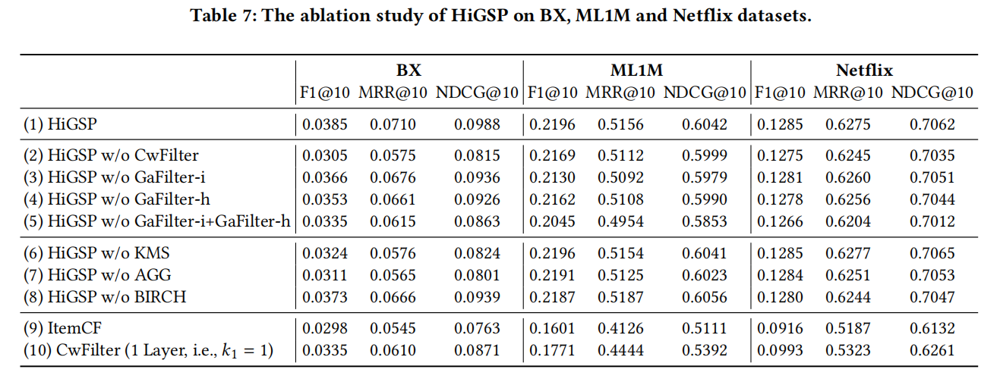 Table 7: The ablation study of HiGSP on BX, ML1M and Netflix datasets.
BX ML1M Netflix
F1@10 MRR@10 NDCG@10 F1@10 MRR@10 NDCG@10 F1@10 MRR@10 NDCG@10
(1) HiGSP 0.0385 0.0710 0.0988 0.2196 0.5156 0.6042 0.1285 0.6275 0.7062
(2) HiGSP w/o CwFilter 0.0305 0.0575 0.0815 0.2169 0.5112 0.5999 0.1275 0.6245 0.7035
(3) HiGSP w/o GaFilter-i 0.0366 0.0676 0.0936 0.2130 0.5092 0.5979 0.1281 0.6260 0.7051
(4) HiGSP w/o GaFilter-h 0.0353 0.0661 0.0926 0.2162 0.5108 0.5990 0.1278 0.6256 0.7044
(5) HiGSP w/o GaFilter-i+GaFilter-h 0.0335 0.0615 0.0863 0.2045 0.4954 0.5853 0.1266 0.6204 0.7012
(6) HiGSP w/o KMS 0.0324 0.0576 0.0824 0.2196 0.5154 0.6041 0.1285 0.6277 0.7065
(7) HiGSP w/o AGG 0.0311 0.0565 0.0801 0.2191 0.5125 0.6023 0.1284 0.6251 0.7053
(8) HiGSP w/o BIRCH 0.0373 0.0666 0.0939 0.2187 0.5187 0.6056 0.1280 0.6244 0.7047
(9) ItemCF 0.0298 0.0545 0.0763 0.1601 0.4126 0.5111 0.0916 0.5187 0.6132
(10) CwFilter (1 Layer, i.e., k₁ = 1) 0.0335 0.0610 0.0871 0.1771 0.4444 0.5392 0.0993 0.5323 0.6261